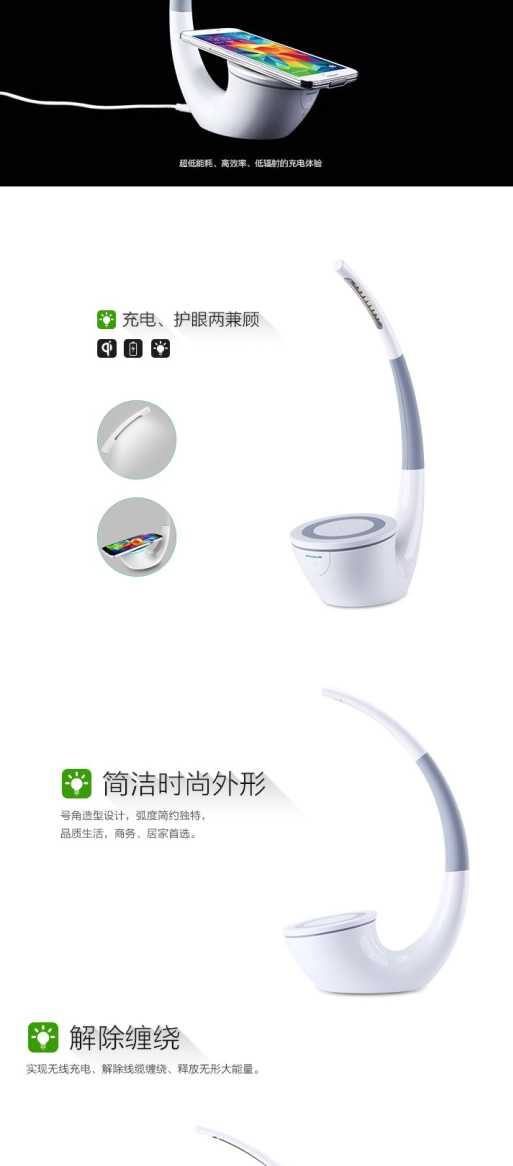 超低能耗、高效率、低辐射的充电体验
充电、护眼两兼顾
简洁时尚外形
号角造型设计，弧度简约独特，
品质生活，商务、居家首选。
解除缠绕
实现无线充电、解除线缆缠绕、释放无形大能量。